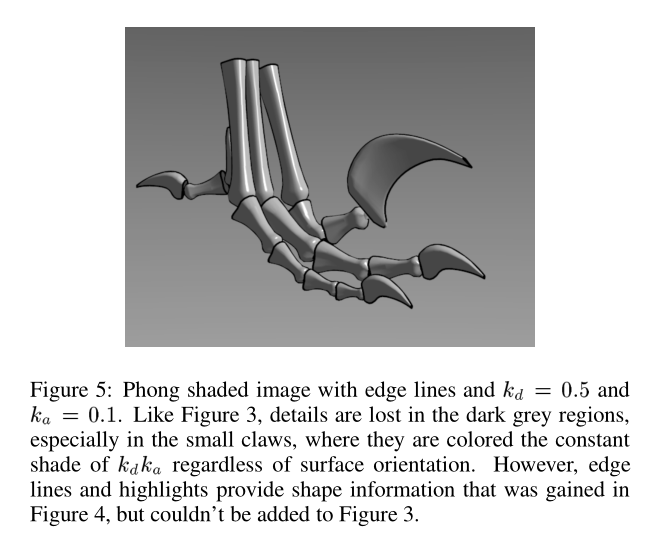 Figure 5: Phong shaded image with edge lines and k_d = 0.5 and
k_a = 0.1. Like Figure 3, details are lost in the dark grey regions,
especially in the small claws, where they are colored the constant
shade of k_d k_a regardless of surface orientation. However, edge
lines and highlights provide shape information that was gained in
Figure 4, but couldn't be added to Figure 3.